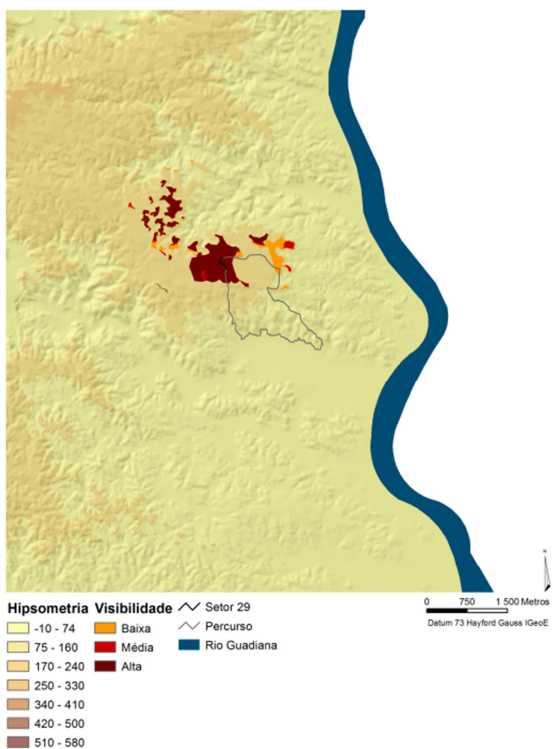 N
0 750 1 500 Metros
Datum 73 Hayford Gauss IGeoE
Hipsometria
-10 - 74
75 - 160
170 - 240
250 - 330
340 - 410
420 - 500
510 - 580
Visibilidade
Baixa
Média
Alta
Setor 29
Percurso
Rio Guadiana